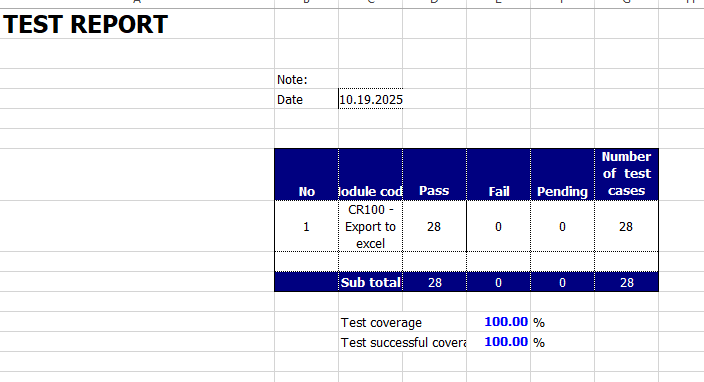 TEST REPORT
Note:
Date 10.19.2025
Number
of test
No odule cod Pass Fail Pending cases
CR100 -
1 Export to 28 0 0 28
excel
Sub total 28 0 0 28
Test coverage 100.00 %
Test successful covera 100.00 %